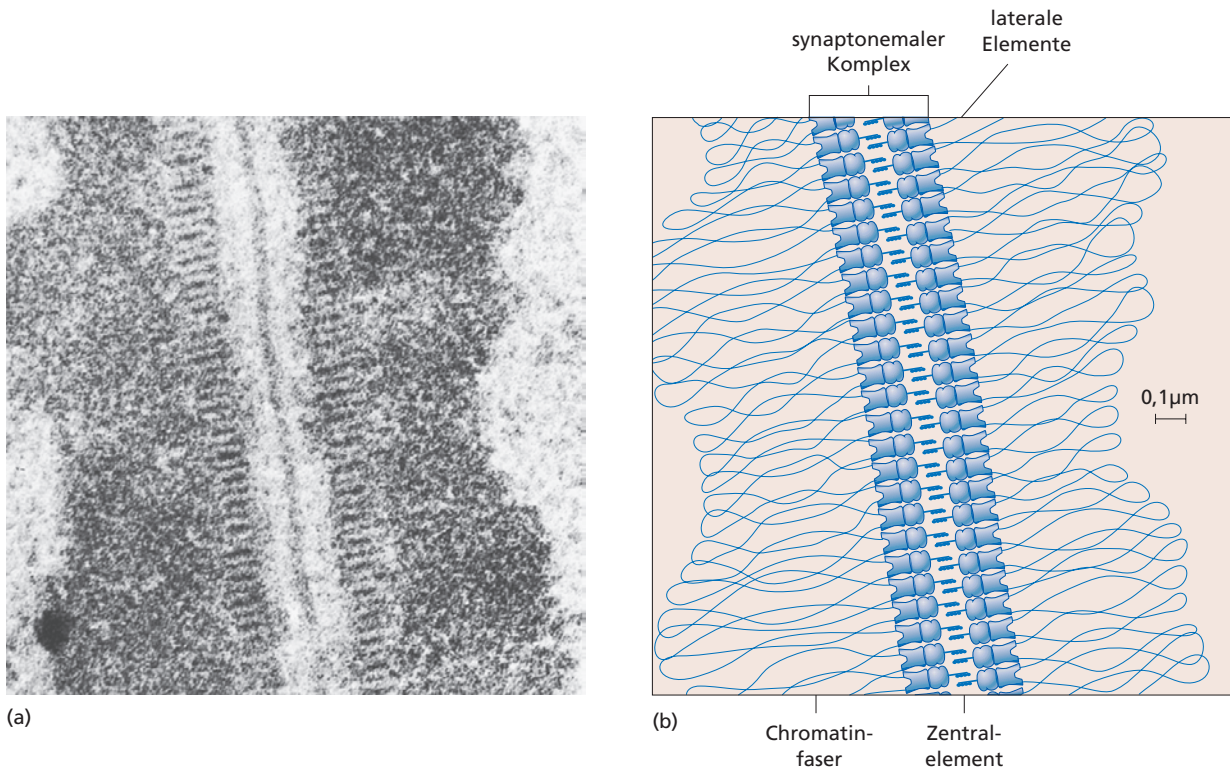 laterale
Elemente
synaptonemaler
Komplex
0,1µm
(a)
(b)
Chromatin-
faser
Zentral-
element